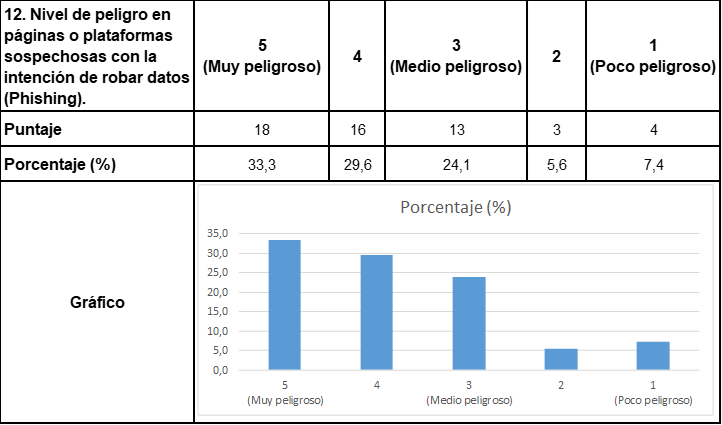 12. Nivel de peligro en
páginas o plataformas
sospechosas con la
intención de robar datos
(Phishing).
5
(Muy peligroso)
4
3
(Medio peligroso)
2
1
(Poco peligroso)
Puntaje
18
16
13
3
4
Porcentaje (%)
33,3
29,6
24,1
5,6
7,4
Gráfico
Porcentaje (%)
35,0
30,0
25,0
20,0
15,0
10,0
5,0
0,0
5
(Muy peligroso)
4
3
(Medio peligroso)
2
1
(Poco peligroso)